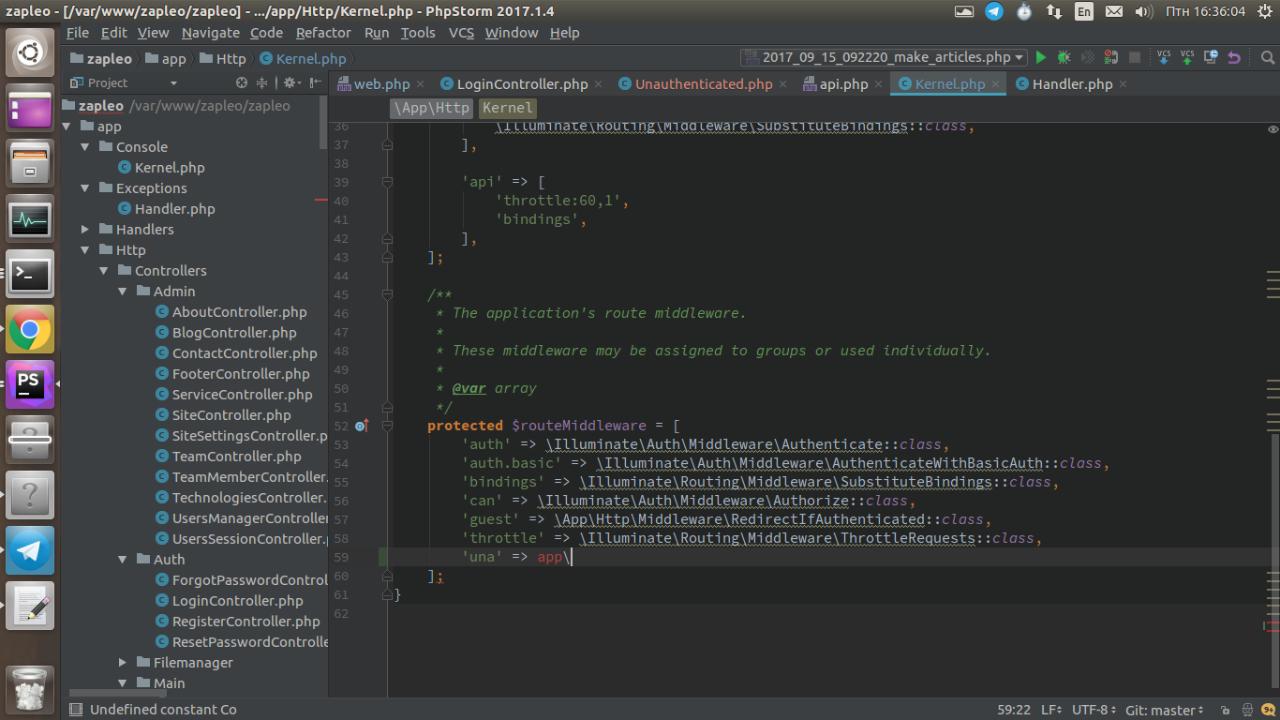 zapleo - [/var/www/zapleo/zapleo] - .../app/Http/Kernel.php - PhpStorm 2017.1.4
En
Птн 16:36:04
File Edit View Navigate Code Refactor Run Tools VCS Window Help
zapleo app Http Kernel.php
2017_09_15_092220_make_articles.php
VCS VCS
Project
web.php LoginController.php Unauthenticated.php api.php Kernel.php Handler.php
zapleo /var/www/zapleo/zapleo
app
Console
Kernel.php
Exceptions
Handler.php
Handlers
Http
Controllers
Admin
AboutController.php
BlogController.php
ContactController.php
FooterController.php
ServiceController.php
SiteController.php
SiteSettingsController.p
TeamController.php
TeamMemberController.
TechnologiesController.
UsersManagerController
UsersSessionController.
Auth
ForgotPasswordControl
LoginController.php
RegisterController.php
ResetPasswordControlle
Filemanager
Main
PS
\App\Http Kernel
36 \Illuminate\Routing\Middleware\SubstituteBindings::class,
37 ],
38
39 'api' => [
40 'throttle:60,1',
41 'bindings',
42 ],
43 ];
44
45 /**
46 * The application's route middleware.
47 *
48 * These middleware may be assigned to groups or used individually.
49 *
50 * @var array
51 */
52 protected $routeMiddleware = [
53 'auth' => \Illuminate\Auth\Middleware\Authenticate::class,
54 'auth.basic' => \Illuminate\Auth\Middleware\AuthenticateWithBasicAuth::class,
55 'bindings' => \Illuminate\Routing\Middleware\SubstituteBindings::class,
56 'can' => \Illuminate\Auth\Middleware\Authorize::class,
57 'guest' => \App\Http\Middleware\RedirectIfAuthenticated::class,
58 'throttle' => \Illuminate\Routing\Middleware\ThrottleRequests::class,
59 'una' => app\
60 ];
61 }
62
Undefined constant Co
59:22 LF÷ UTF-8÷ Git: master÷ 9+